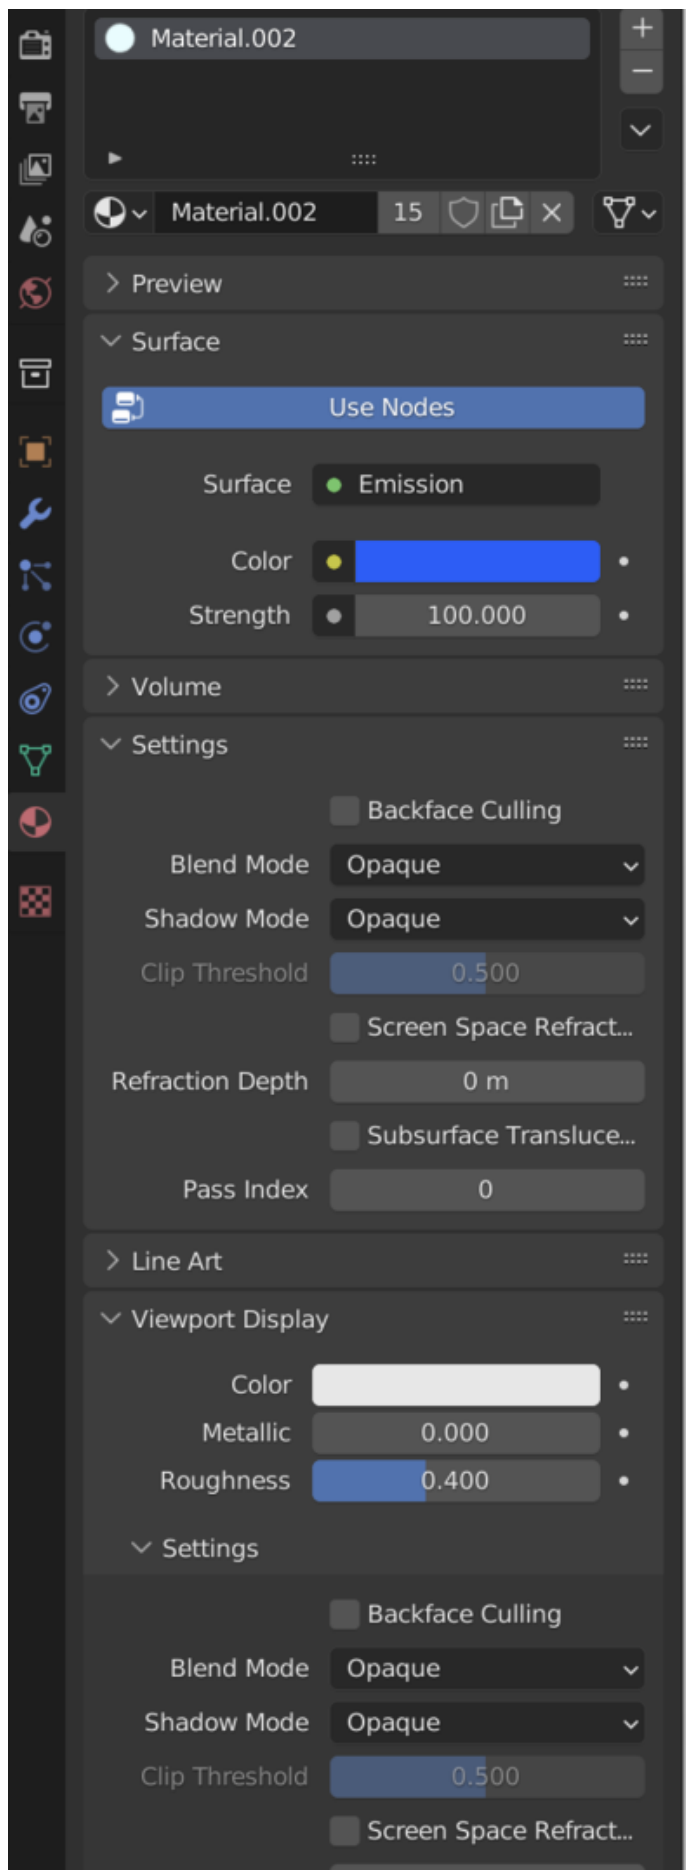 Material.002
Material.002 15
Preview
Surface
Use Nodes
Surface Emission
Color
Strength 100.000
Volume
Settings
Backface Culling
Blend Mode Opaque
Shadow Mode Opaque
Clip Threshold 0.500
Screen Space Refract...
Refraction Depth 0 m
Subsurface Transluce...
Pass Index 0
Line Art
Viewport Display
Color
Metallic 0.000
Roughness 0.400
Settings
Backface Culling
Blend Mode Opaque
Shadow Mode Opaque
Clip Threshold 0.500
Screen Space Refract...